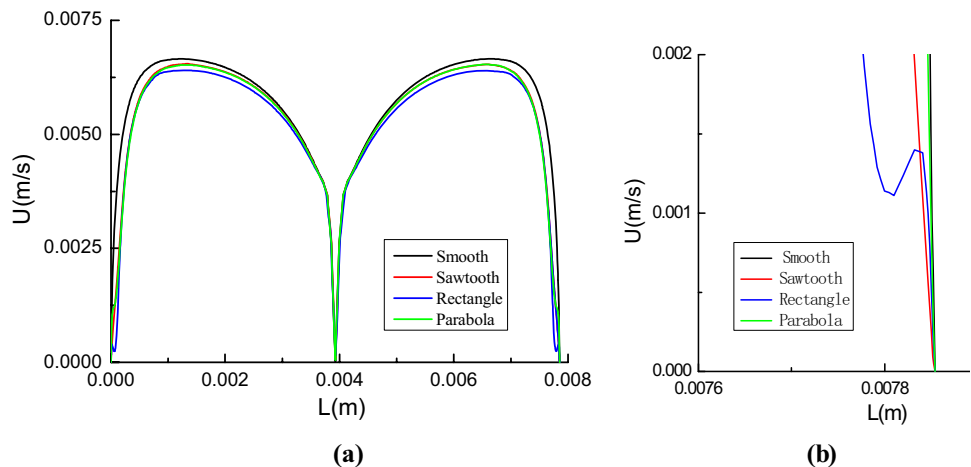 0.0075
0.0050
0.0025
0.0000
U(m/s)
0.000
0.002
0.004
0.006
0.008
L(m)
Smooth
Sawtooth
Rectangle
Parabola
(a)
0.002
0.001
0.000
U(m/s)
0.0076
0.0078
L(m)
Smooth
Sawtooth
Rectangle
Parabola
(b)